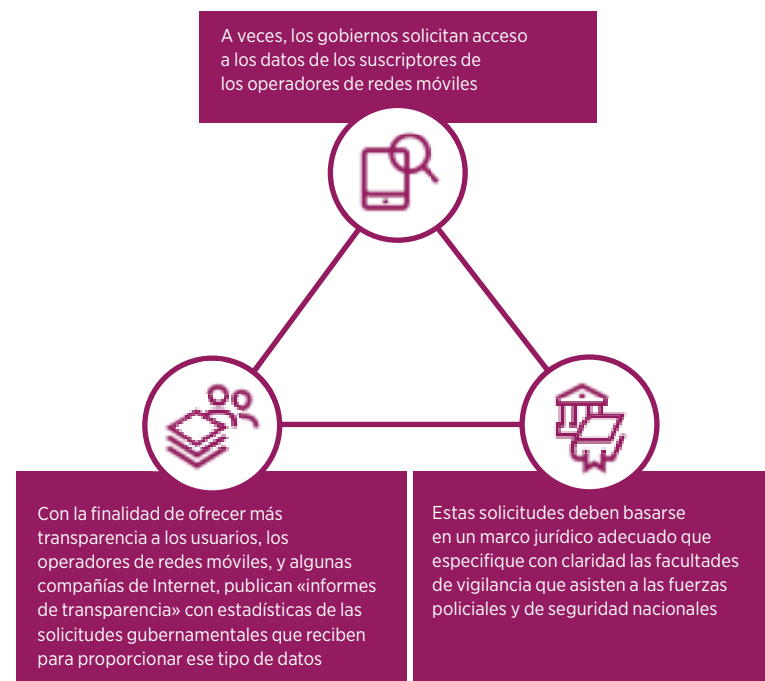 A veces, los gobiernos solicitan acceso
a los datos de los suscriptores de
los operadores de redes móviles
Con la finalidad de ofrecer más
transparencia a los usuarios, los
operadores de redes móviles, y algunas
compañías de Internet, publican «informes
de transparencia» con estadísticas de las
solicitudes gubernamentales que reciben
para proporcionar ese tipo de datos
Estas solicitudes deben basarse
en un marco jurídico adecuado que
especifique con claridad las facultades
de vigilancia que asisten a las fuerzas
policiales y de seguridad nacionales